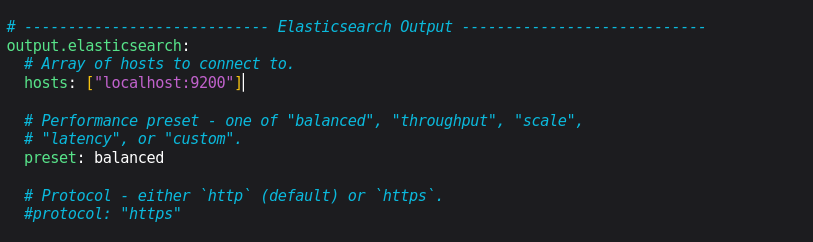 # ---------------------------- Elasticsearch Output ----------------------------
output.elasticsearch:
  # Array of hosts to connect to.
  hosts: ["localhost:9200"]
  # Performance preset - one of "balanced", "throughput", "scale",
  # "latency", or "custom".
  preset: balanced
  # Protocol - either `http` (default) or `https`.
  #protocol: "https"